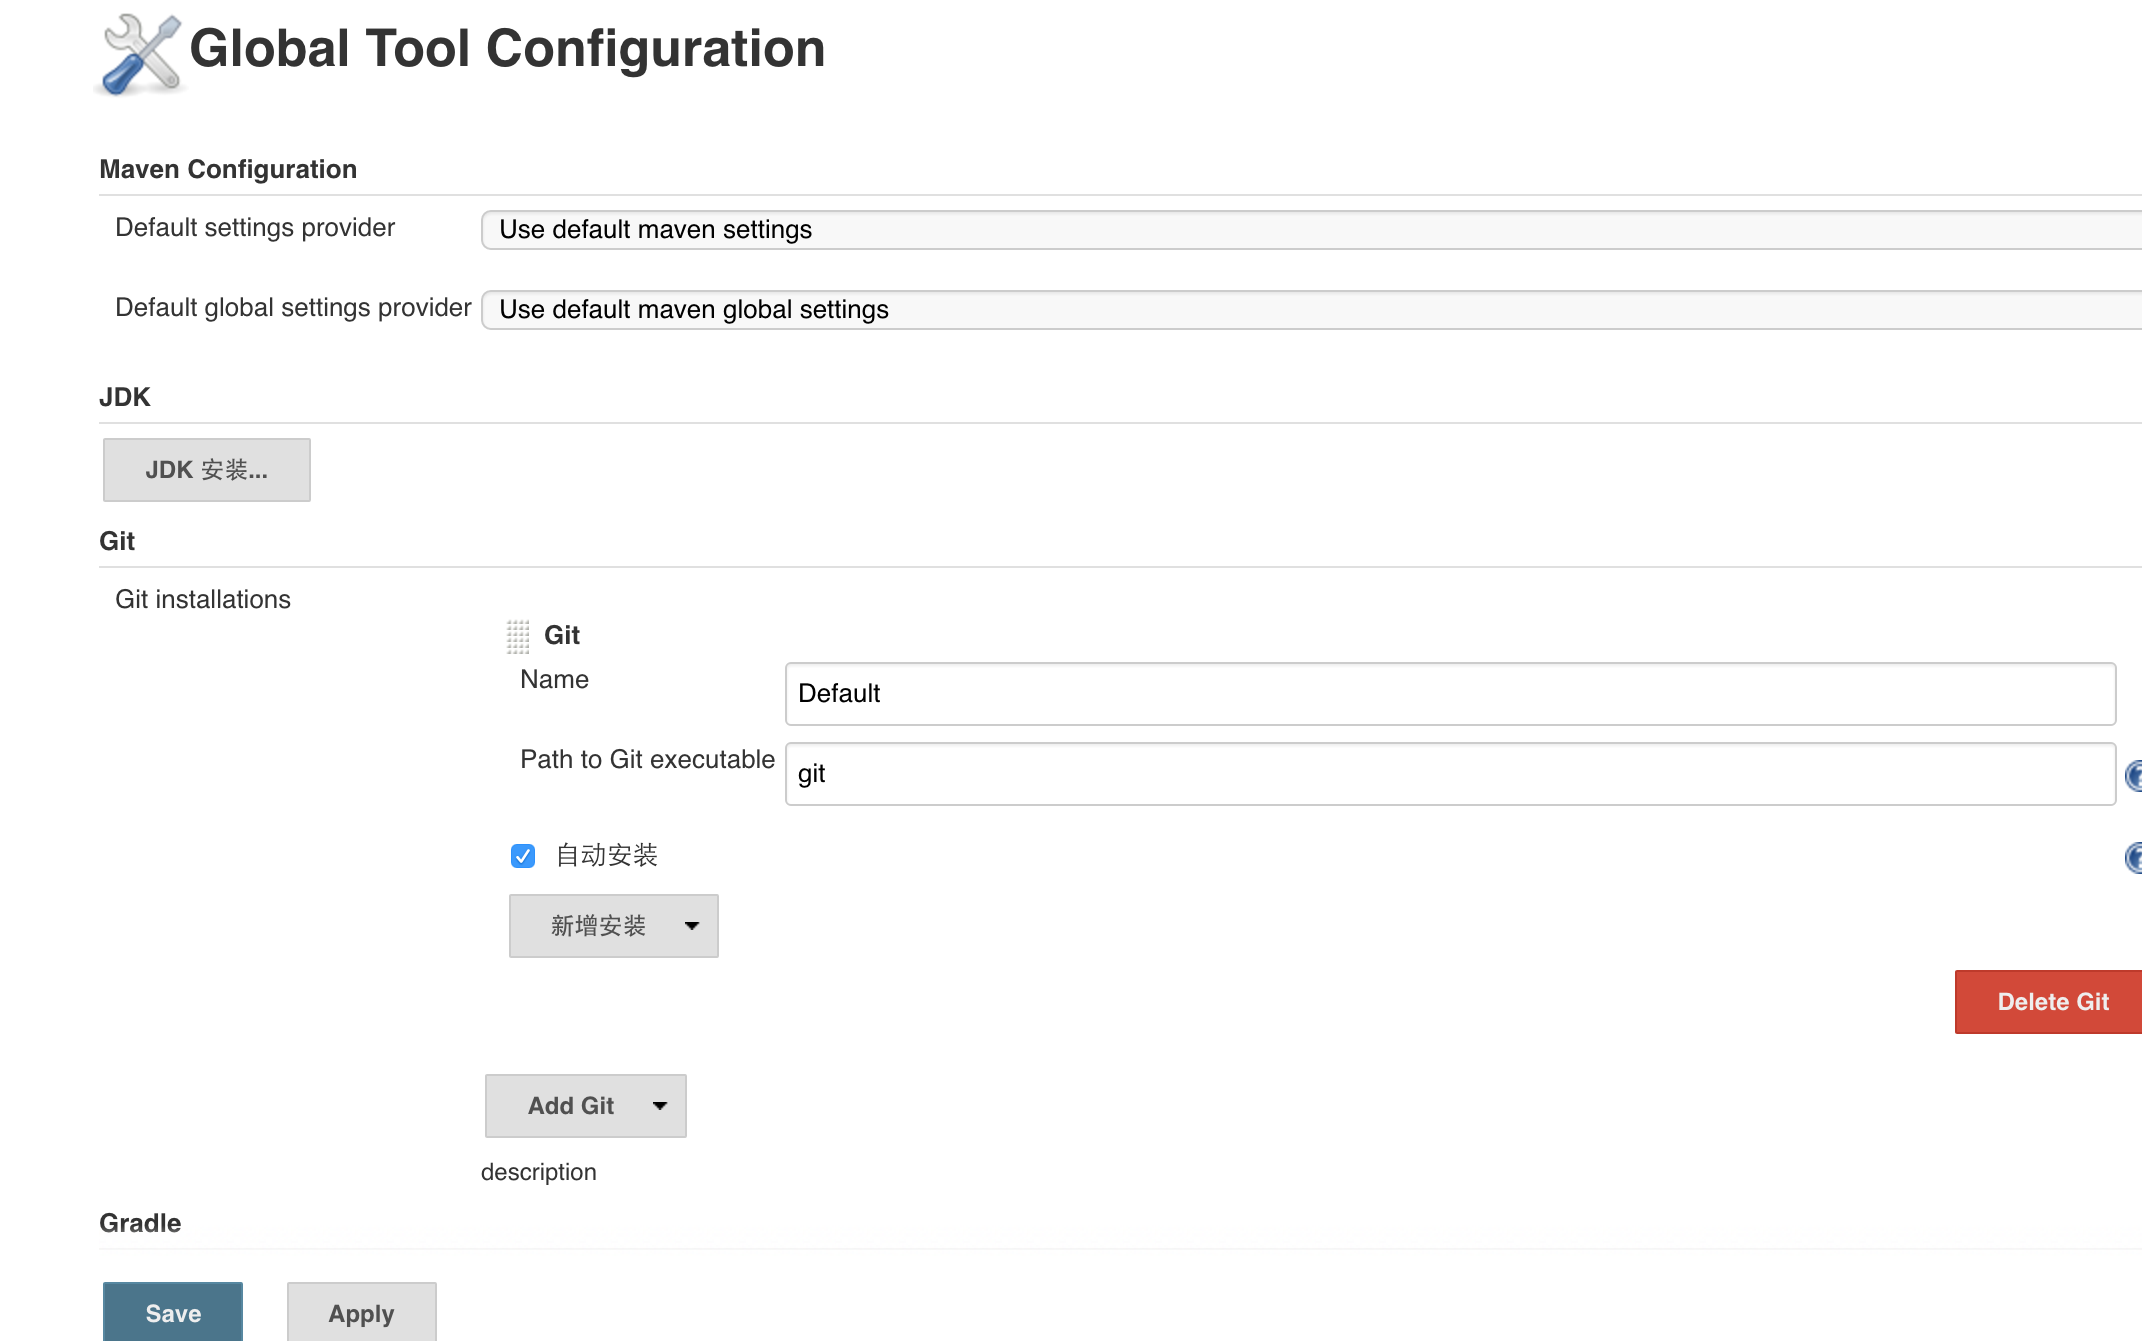 Global Tool Configuration
Maven Configuration
Default settings provider
Use default maven settings
Default global settings provider
Use default maven global settings
JDK
JDK 安装...
Git
Git installations
Git
Name
Default
Path to Git executable
git
自动安装
新增安装
Delete Git
Add Git
description
Gradle
Save
Apply